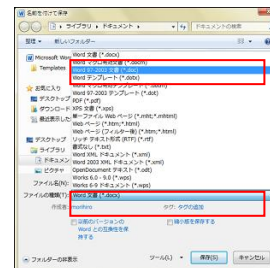 名前を付けて保存
ライブラリ ▸ ドキュメント ▸
ドキュメントの検索
整理 ▾ 新しいフォルダー
Microsoft Wor
Templates
お気に入り
デスクトップ
ダウンロード
最近表示した
デスクトップ
ライブラリ
ドキュメン
ピクチャ
Word 文書 (*.docx)
Word マクロ有効文書 (*.docm)
Word 97-2003 文書 (*.doc)
Word テンプレート (*.dotx)
Word 97-2003 テンプレート (*.dot)
PDF (*.pdf)
XPS 文書 (*.xps)
単一ファイル Web ページ (*.mht;*.mhtml)
Web ページ (*.htm;*.html)
Web ページ (フィルター後) (*.htm;*.html)
リッチ テキスト形式 (RTF) (*.rtf)
書式なし (*.txt)
Word XML ドキュメント (*.xml)
Word 2003 XML ドキュメント (*.xml)
OpenDocument テキスト (*.odt)
Works 6.0 - 9.0 (*.wps)
ファイル名(N):
Works 6-9 ドキュメント (*.wps)
ファイルの種類(T):
Word 文書 (*.docx)
作成者:
タグ: タグの追加
以前のバージョンの
Word との互換性を保
持する
縮小版を保存する
フォルダーの非表示
ツール(L) ▾
保存(S)
キャンセル